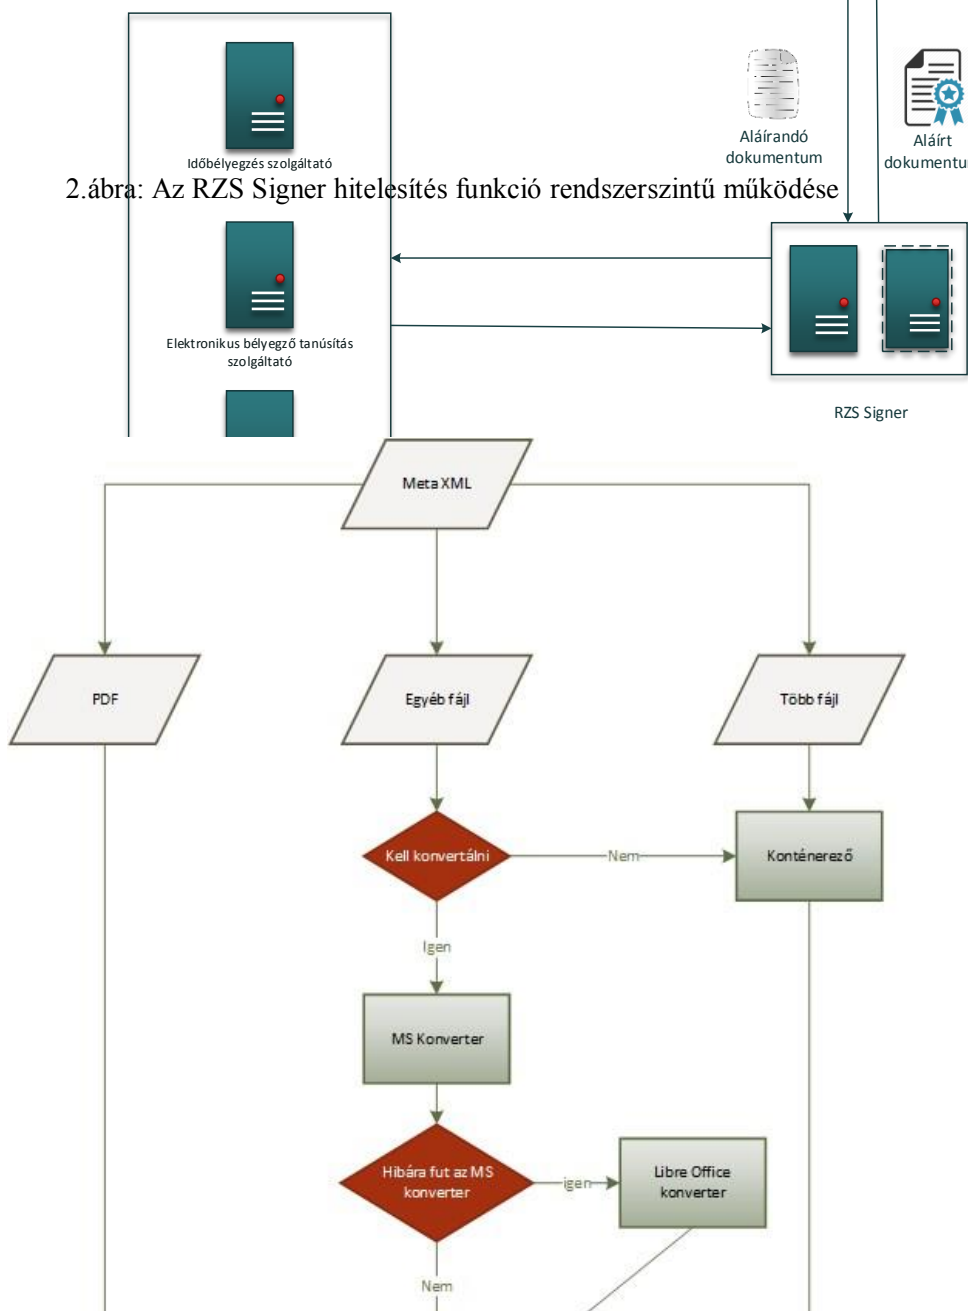 Időbélyegzés szolgáltató
Aláírandó
dokumentum
Aláírt
dokumentu
2.ábra: Az RZS Signer hitelesítés funkció rendszerszintű működése
Elektronikus bélyegző tanúsítás
szolgáltató
RZS Signer
Meta XML
PDF
Egyéb fájl
Több fájl
Kell konvertálni
Nem
Konténerező
Igen
MS Konverter
Hibára fut az MS
konverter
igen
Libre Office
konverter
Nem